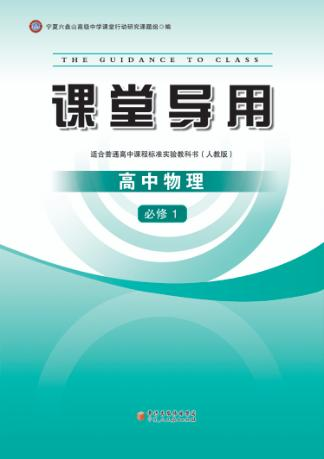 宁夏六盘山高级中学课堂行动研究课题组◎编
THE GUIDANCE TO CLASS
课堂导用
适合普通高中课程标准实验教科书（人教版）
高中物理
必修 1